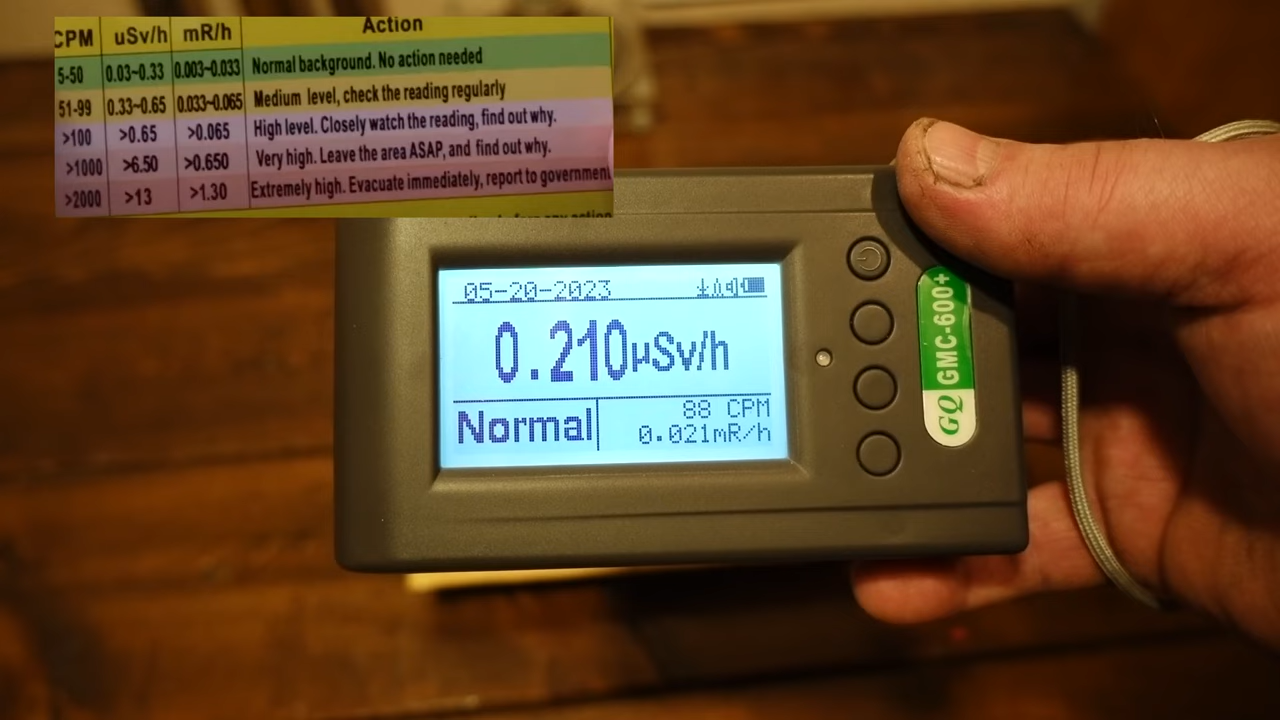 CPM uSv/h mR/h Action
5-50 0.03~0.33 0.003~0.033 Normal background. No action needed
51-99 0.33~0.65 0.033~0.065 Medium level, check the reading regularly
>100 >0.65 >0.065 High level. Closely watch the reading, find out why.
>1000 >6.50 >0.650 Very high. Leave the area ASAP, and find out why.
>2000 >13 >1.30 Extremely high. Evacuate immediately, report to governmen
before any action
05-20-2023
0.210µSv/h
Normal
88 CPM
0.021mR/h
GQ GMC-600+